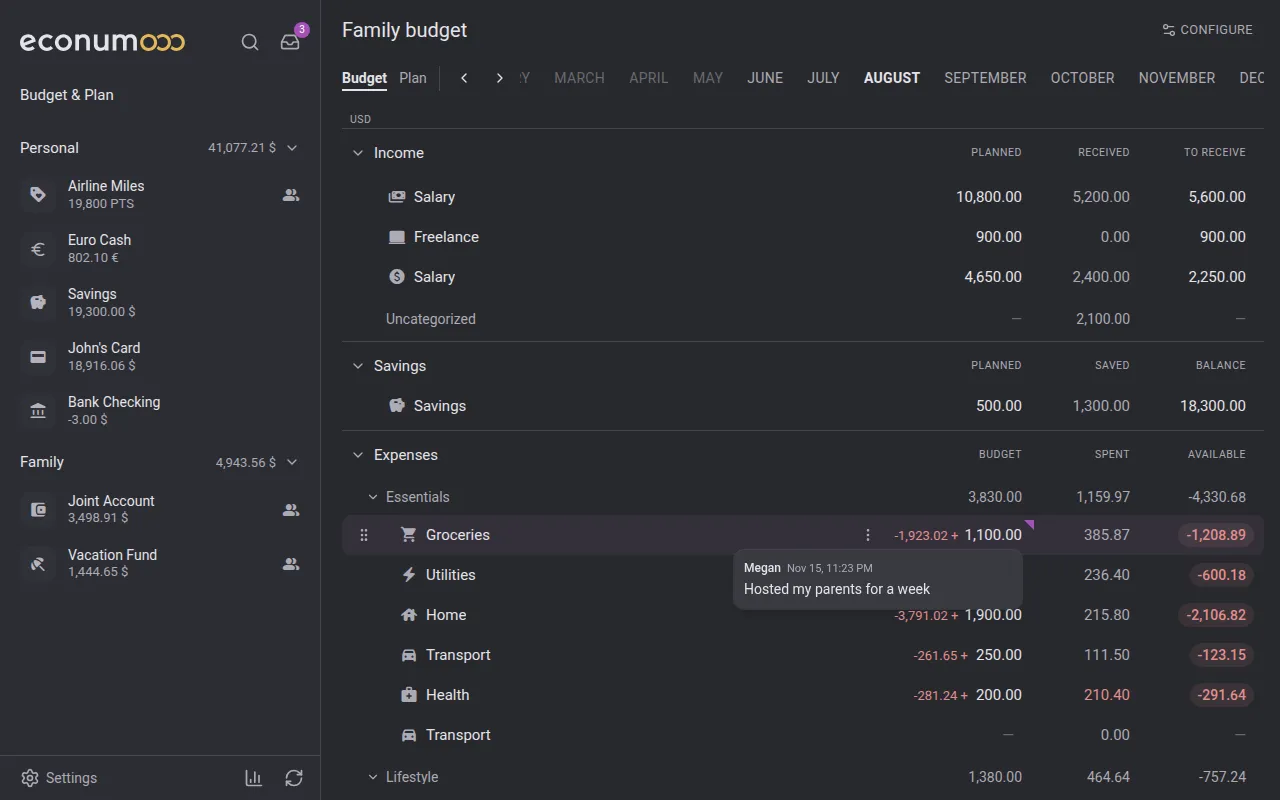 econumo
3
Budget & Plan
Personal 41,077.21 $
Airline Miles
19,800 PTS
Euro Cash
802.10 €
Savings
19,300.00 $
John's Card
18,916.06 $
Bank Checking
-3.00 $
Family 4,943.56 $
Joint Account
3,498.91 $
Vacation Fund
1,444.65 $
Settings
Family budget CONFIGURE
Budget Plan Y MARCH APRIL MAY JUNE JULY AUGUST SEPTEMBER OCTOBER NOVEMBER DEC
USD
Income PLANNED RECEIVED TO RECEIVE
Salary 10,800.00 5,200.00 5,600.00
Freelance 900.00 0.00 900.00
Salary 4,650.00 2,400.00 2,250.00
Uncategorized — 2,100.00 —
Savings PLANNED SAVED BALANCE
Savings 500.00 1,300.00 18,300.00
Expenses BUDGET SPENT AVAILABLE
Essentials 3,830.00 1,159.97 -4,330.68
Groceries -1,923.02 + 1,100.00 385.87 -1,208.89
Megan Nov 15, 11:23 PM
Hosted my parents for a week
Utilities 236.40 -600.18
Home -3,791.02 + 1,900.00 215.80 -2,106.82
Transport -261.65 + 250.00 111.50 -123.15
Health -281.24 + 200.00 210.40 -291.64
Transport — 0.00 —
Lifestyle 1,380.00 464.64 -757.24